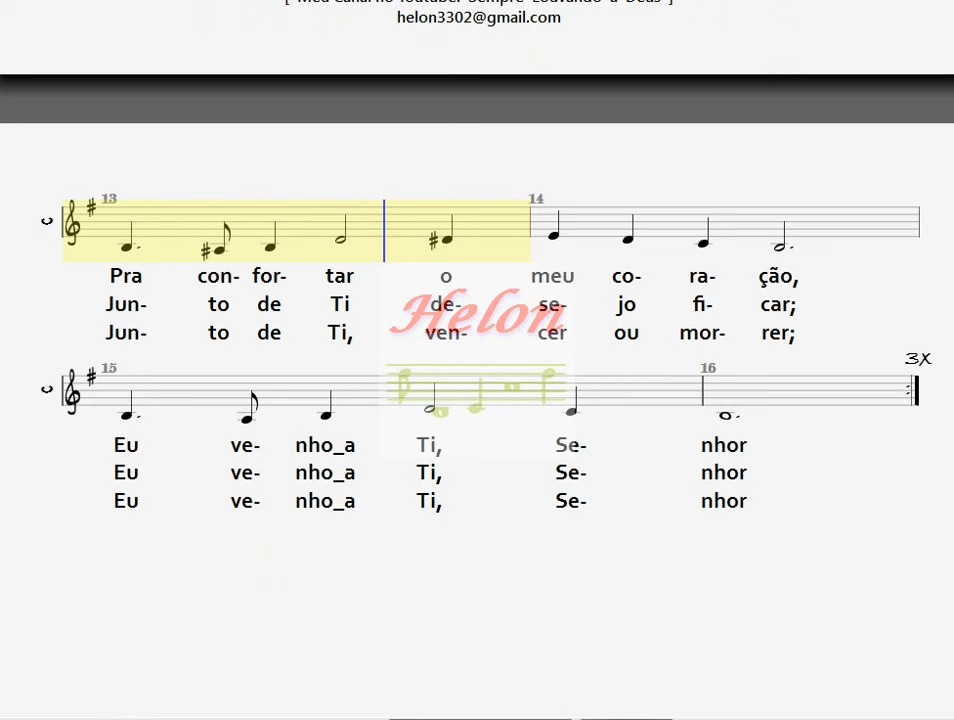 [ Meu Canal no Youtube: Sempre Louvando a Deus ]
helon3302@gmail.com
13
14
Pra con- for- tar o meu co- ra- ção,
Jun- to de Ti de- se- jo fi- car;
Jun- to de Ti, ven- cer ou mor- rer;
Helon
3X
15
16
Eu ve- nho_a Ti, Se- nhor
Eu ve- nho_a Ti, Se- nhor
Eu ve- nho_a Ti, Se- nhor